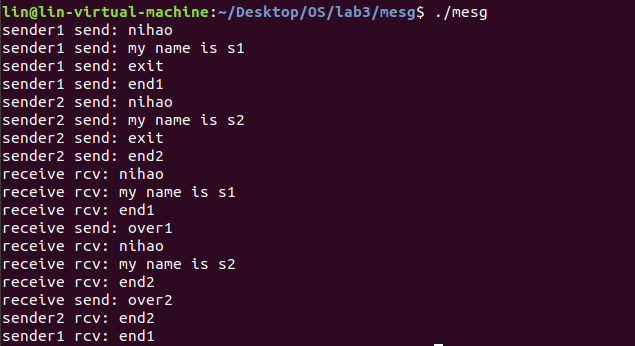 lin@lin-virtual-machine:~/Desktop/OS/lab3/mesg$ ./mesg
sender1 send: nihao
sender1 send: my name is s1
sender1 send: exit
sender1 send: end1
sender2 send: nihao
sender2 send: my name is s2
sender2 send: exit
sender2 send: end2
receive rcv: nihao
receive rcv: my name is s1
receive rcv: end1
receive send: over1
receive rcv: nihao
receive rcv: my name is s2
receive rcv: end2
receive send: over2
sender2 rcv: end2
sender1 rcv: end1